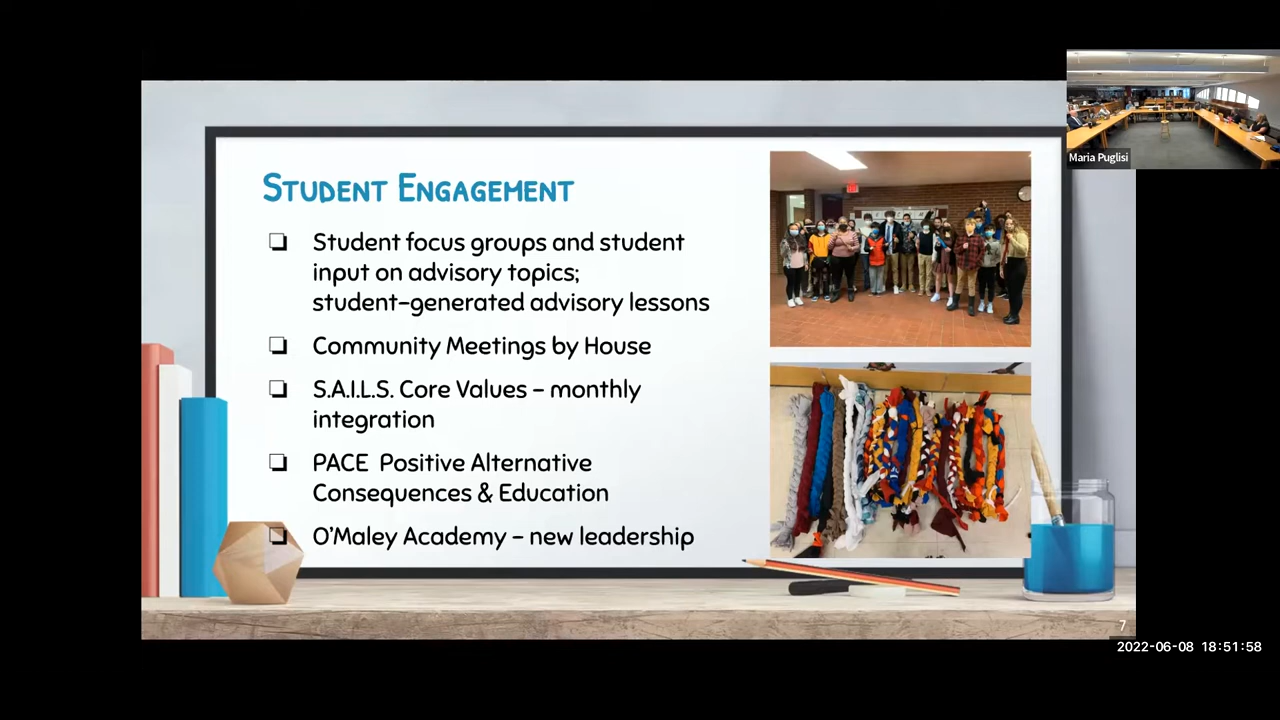 STUDENT ENGAGEMENT
❏ Student focus groups and student
input on advisory topics;
student-generated advisory lessons
❏ Community Meetings by House
❏ S.A.I.L.S. Core Values - monthly
integration
❏ PACE Positive Alternative
Consequences & Education
❏ O'Maley Academy - new leadership
7
Maria Puglisi
2022-06-08 18:51:58